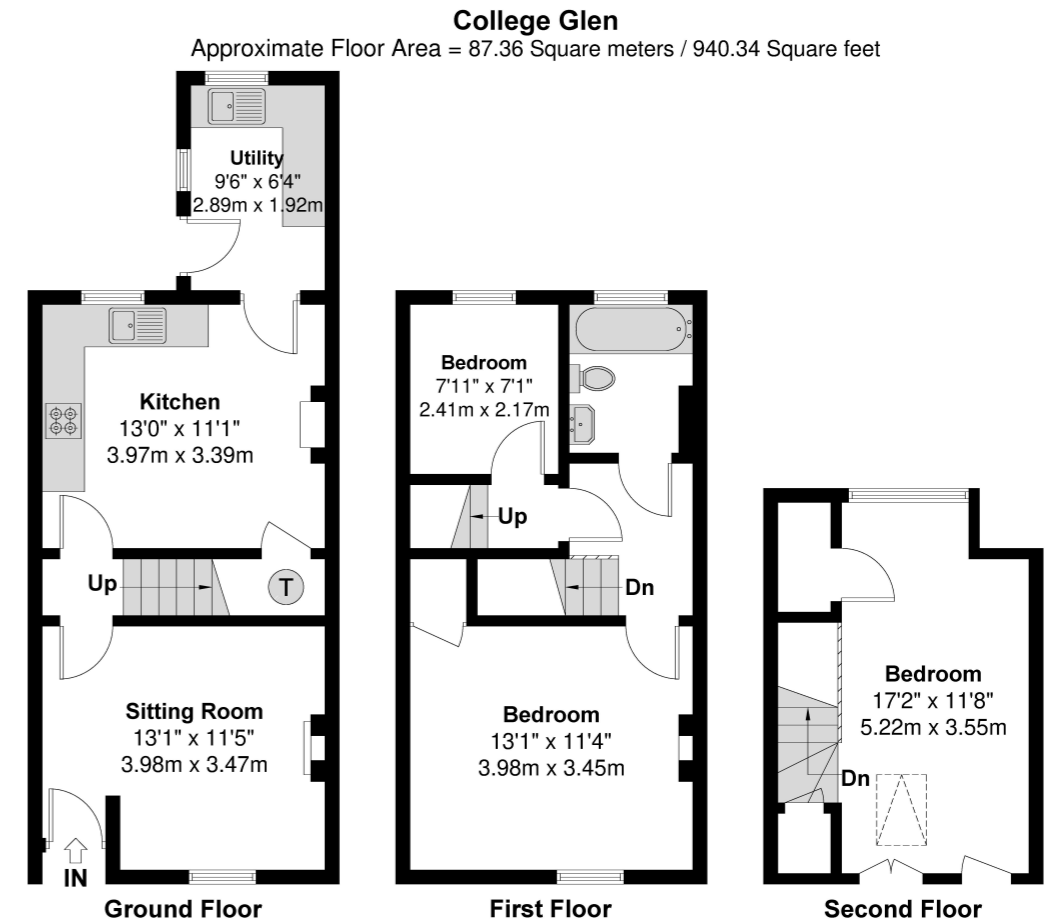 College Glen
Approximate Floor Area = 87.36 Square meters / 940.34 Square feet
Utility
9'6" x 6'4"
2.89m x 1.92m
Kitchen
13'0" x 11'1"
3.97m x 3.39m
Up
T
Sitting Room
13'1" x 11'5"
3.98m x 3.47m
IN
Ground Floor
Bedroom
7'11" x 7'1"
2.41m x 2.17m
Up
Dn
Bedroom
13'1" x 11'4"
3.98m x 3.45m
First Floor
Bedroom
17'2" x 11'8"
5.22m x 3.55m
Dn
Second Floor